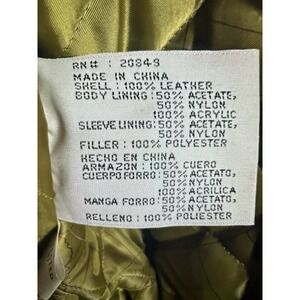 RN# : 20849
MADE IN CHINA
SHELL : 100% LEATHER
BODY LINING : 50% ACETATE,
50% NYLON
100% ACRYLIC
SLEEVE LINING : 50% ACETATE,
50% NYLON
FILLER : 100% POLYESTER
HECHO EN CHINA
ARMAZON : 100% CUERO
CUERPO FORRO : 50% ACETATO,
50% NYLON
100% ACRILICA
MANGA FORRO : 50% ACETATO,
50% NYLON
RELLENO : 100% POLIESTER